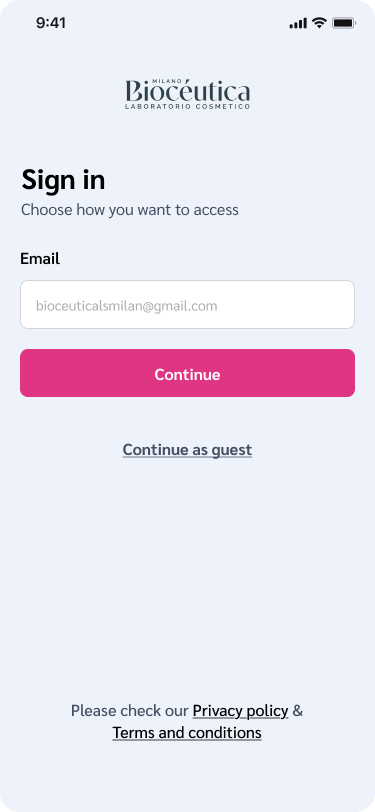 9:41
MILANO
Biocéutica
LABORATORIO COSMETICO
Sign in
Choose how you want to access
Email
bioceuticalsmilan@gmail.com
Continue
Continue as guest
Please check our Privacy policy &
Terms and conditions